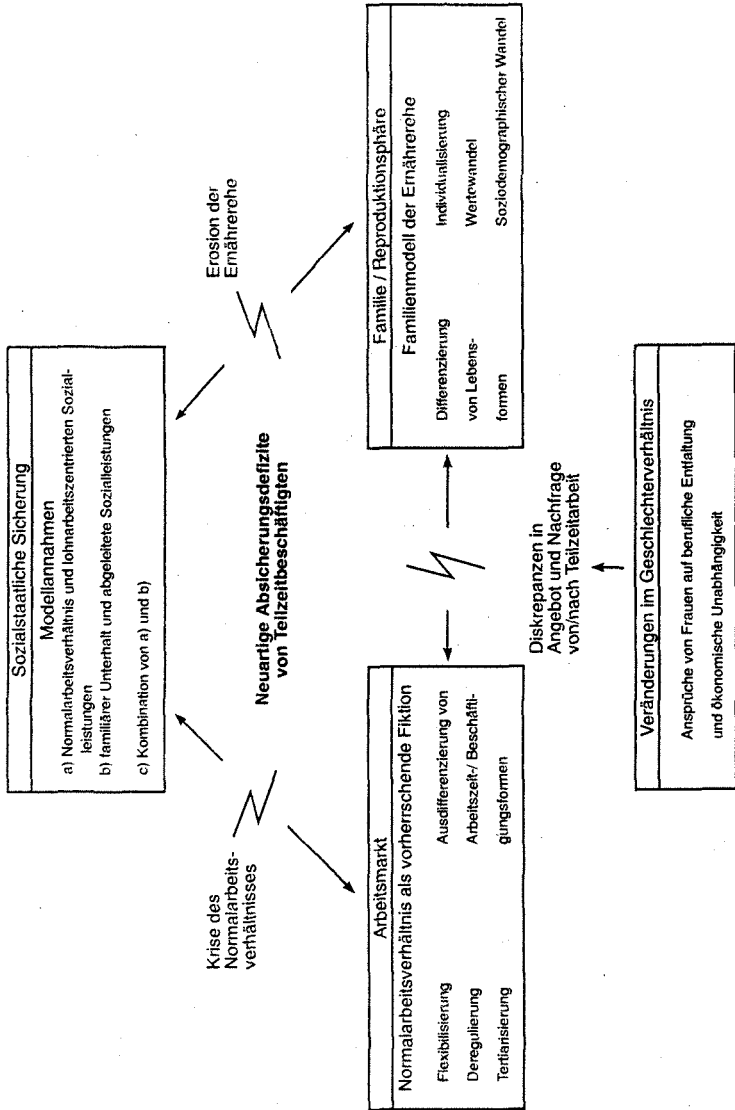 Sozialstaatliche Sicherung
Modellannahmen
a) Normalarbeitsverhältnis und lohnarbeitszentrierten Sozial-
leistungen
b) familiärer Unterhalt und abgeleitete Sozialleistungen
c) Kombination von a) und b)
Krise des
Normalarbeits-
verhältnisses
Erosion der
Ernährerehe
Neuartige Absicherungsdefizite
von Teilzeitbeschäftigten
Arbeitsmarkt
Normalarbeitsverhältnis als vorherrschende Fiktion
Flexibilisierung
Ausdifferenzierung von
Deregulierung
Arbeitszeit-/ Beschäfti-
Tertiarisierung
gungsformen
Familie / Reproduktionsphäre
Familienmodell der Ernährerehe
Differenzierung
Individualisierung
von Lebens-
Wertewandel
formen
Soziodemographischer Wandel
Diskrepanzen in
Angebot und Nachfrage
von/nach Teilzeitarbeit
Veränderungen im Geschlechterverhältnis
Ansprüche von Frauen auf berufliche Entfaltung
und ökonomische Unabhängigkeit